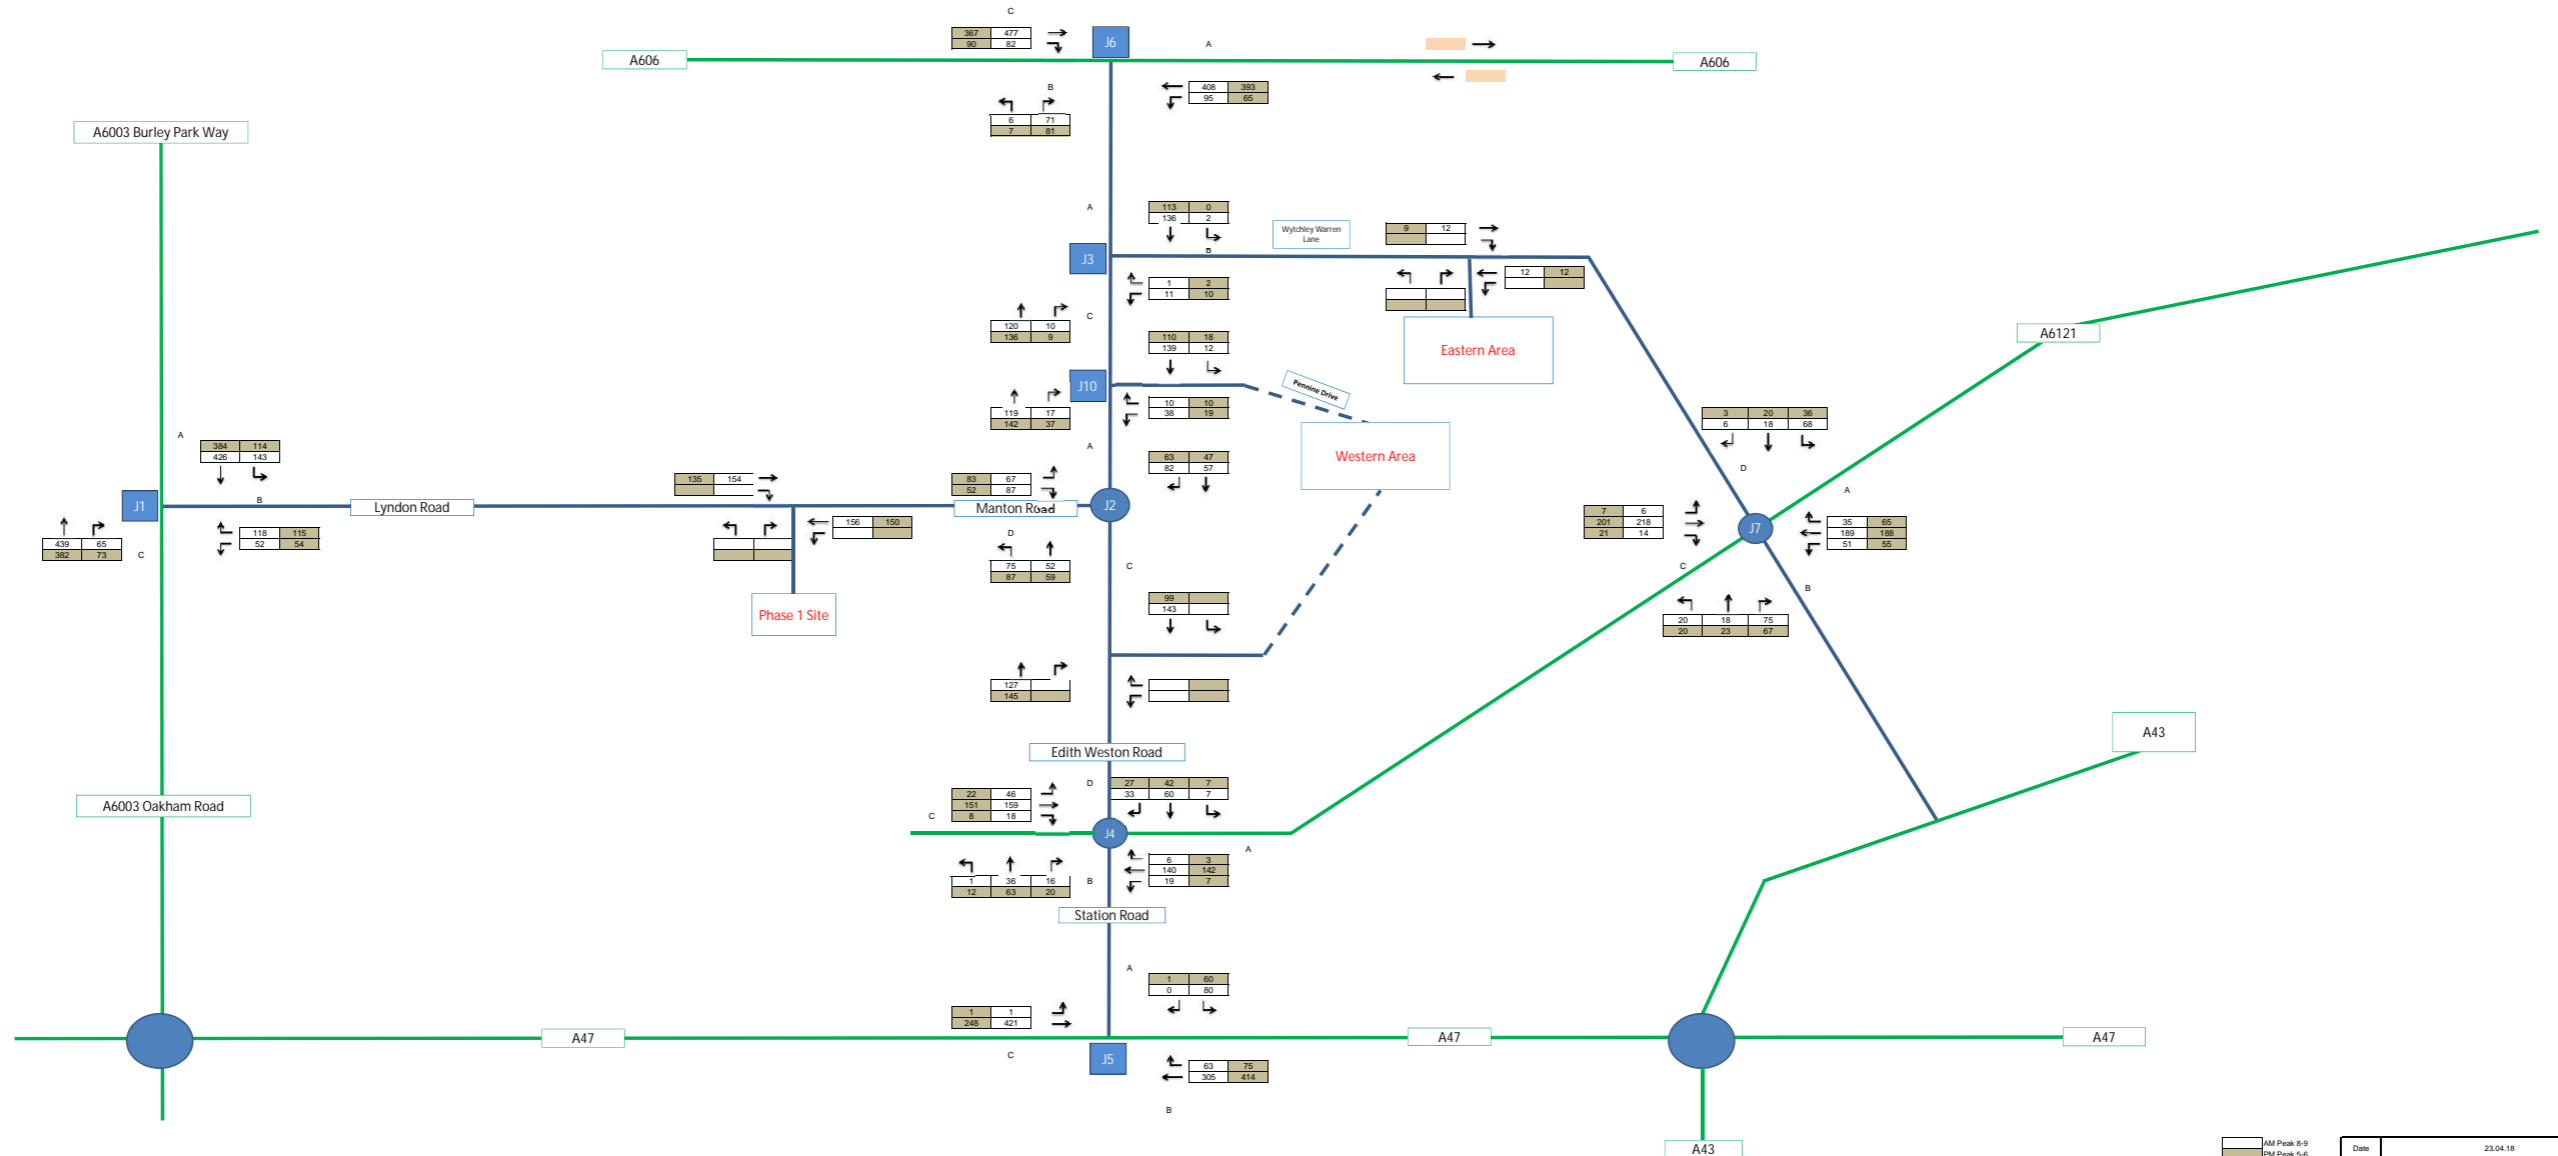 C
367 477
90 82
J6
A
A606
A606
408 393
95 65
B
6 71
7 81
A6003 Burley Park Way
A
113 0
136 2
Wytchley Warren
Lane
9 12
J3
B
12 12
1 2
11 10
C
120 10
136 9
110 18
139 12
Eastern Area
A6121
J10
Pennine Drive
119 17
142 37
10 10
38 19
3 20 36
6 18 68
A
384 114
426 143
A
63 47
82 57
Western Area
D
135 154
83 67
52 87
J1
B
Lyndon Road
Manton Road
J2
A
7 6
201 218
21 14
J7
35 65
189 188
51 55
118 115
52 54
156 150
439 65
382 73
C
D
75 52
87 59
C
C
B
99
143
Phase 1 Site
20 18 75
20 23 67
127
145
A43
Edith Weston Road
A6003 Oakham Road
22 46
151 159
8 18
D
27 42 7
33 60 7
C
J4
A
6 3
140 142
19 7
1 36 16
12 63 20
B
Station Road
A
1 60
0 80
1 1
248 421
A47
A47
A47
C
J5
63 75
305 414
B
A43
AM Peak 8-9
PM Peak 5-6
Date 23.04.18